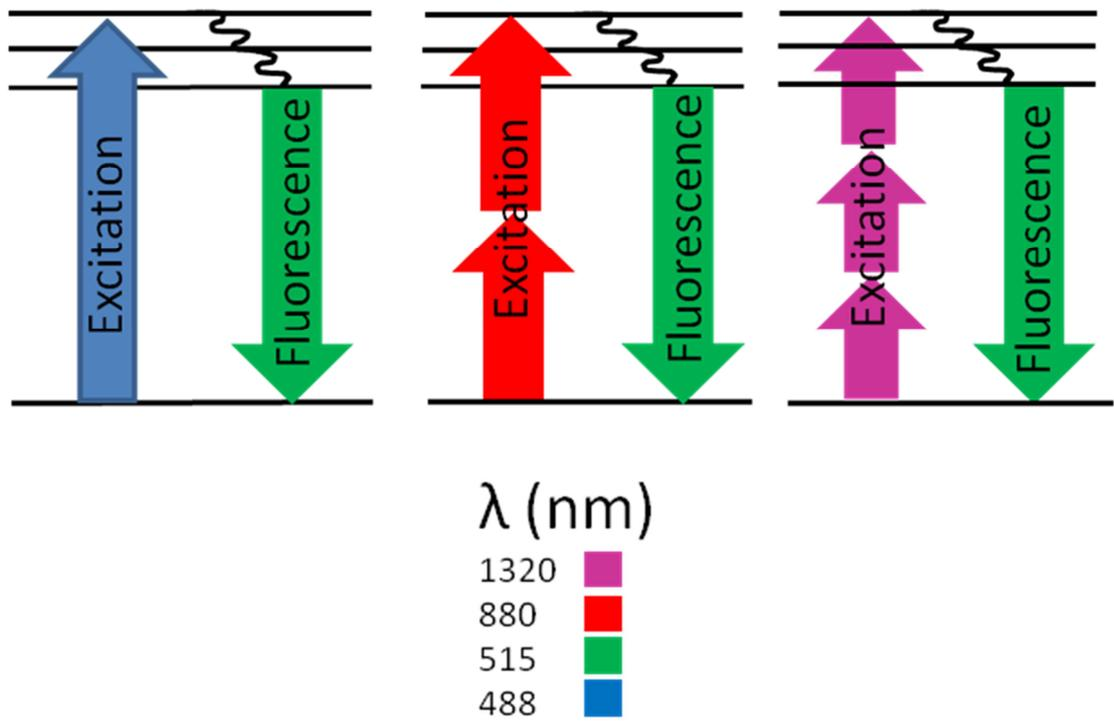 Excitation
Fluorescence
Excitation
Fluorescence
Excitation
Fluorescence
λ (nm)
1320
880
515
488